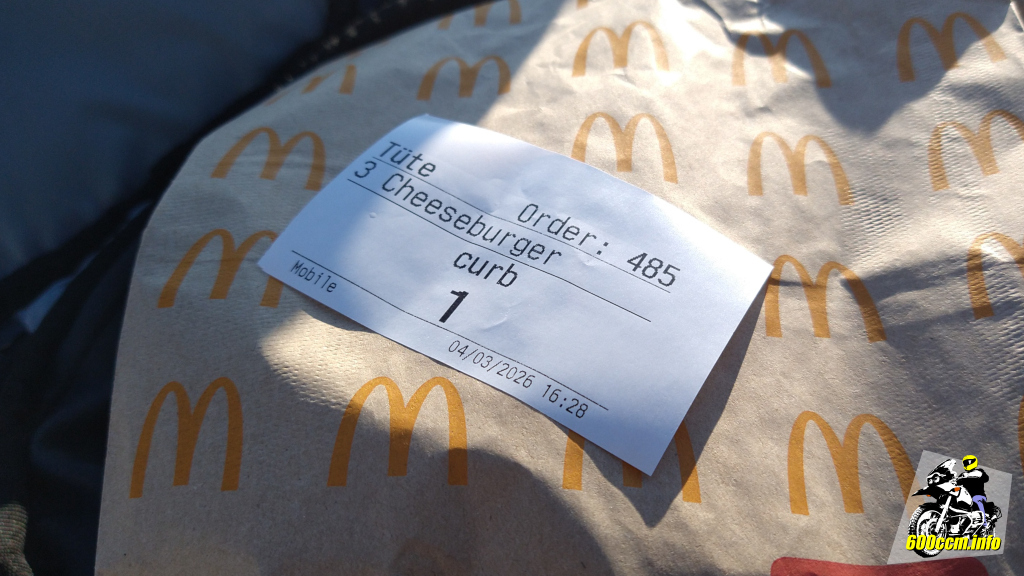 Tüte
Order: 485
3 Cheeseburger
curb
1
Mobile
04/03/2026 16:28
600ccm.info